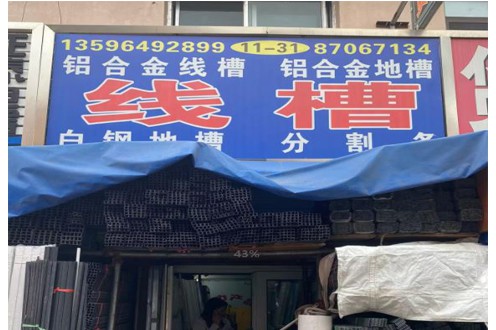 13596492899 11-31 87067134
铝合金线槽 铝合金地槽
线槽
白钢地槽 分割条
43%